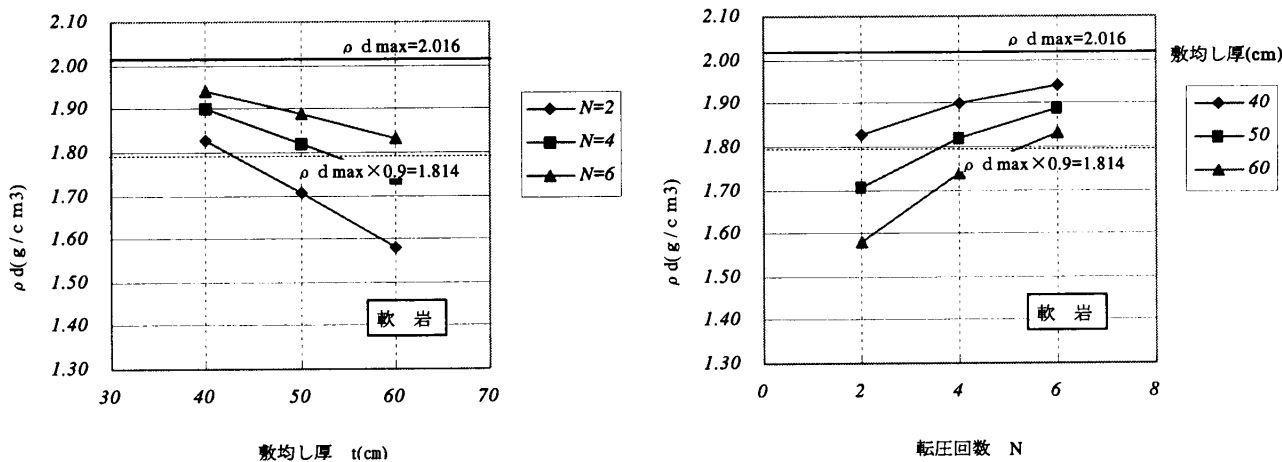 2.10
2.00
1.90
1.80
1.70
1.60
1.50
1.40
1.30
ρ d(g/c m3)
ρ d max=2.016
ρ d max×0.9=1.814
軟 岩
30 40 50 60 70
敷均し厚 t(cm)
N=2
N=4
N=6
2.10
2.00
1.90
1.80
1.70
1.60
1.50
1.40
1.30
ρ d(g/c m3)
ρ d max=2.016
ρ d max×0.9=1.814
軟 岩
0 2 4 6 8
転圧回数 N
敷均し厚(cm)
40
50
60